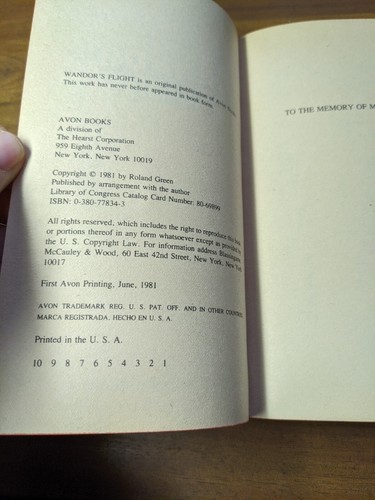 WANDOR'S FLIGHT is an original publication of Avon Books.
This work has never before appeared in book form.
AVON BOOKS
A division of
The Hearst Corporation
959 Eighth Avenue
New York, New York 10019
Copyright © 1981 by Roland Green
Published by arrangement with the author
Library of Congress Catalog Card Number: 80-69899
ISBN: 0-380-77834-3
All rights reserved, which includes the right to reproduce this book
or portions thereof in any form whatsoever except as provided by
the U. S. Copyright Law. For information address Blassingame,
McCauley & Wood, 60 East 42nd Street, New York, New York
10017
First Avon Printing, June, 1981
AVON TRADEMARK REG. U. S. PAT. OFF. AND IN OTHER COUNTRIES,
MARCA REGISTRADA. HECHO EN U. S. A.
Printed in the U. S. A.
10 9 8 7 6 5 4 3 2 1
TO THE MEMORY OF M